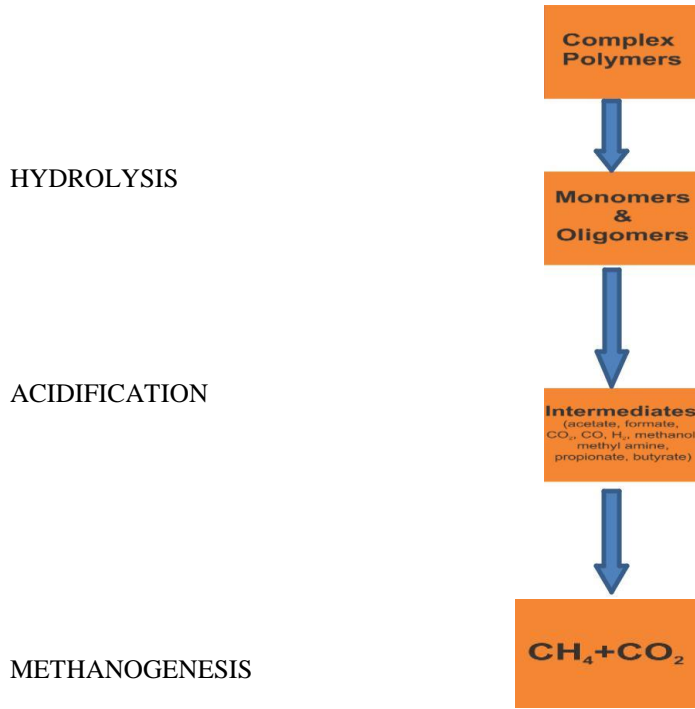 Complex
Polymers
HYDROLYSIS
Monomers
&
Oligomers
ACIDIFICATION
Intermediates
(acetate, formate,
CO₂, CO, H₂, methanol
methyl amine,
propionate, butyrate)
CH₄+CO₂
METHANOGENESIS